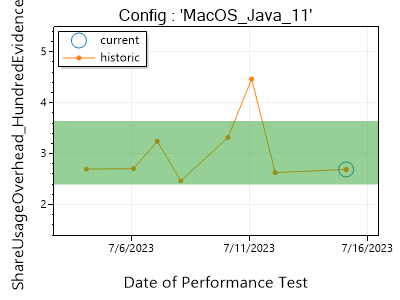 Config : 'MacOS_Java_11'
ShareUsageOverhead_HundredEvidence
current
historic
5
4
3
2
7/6/2023
7/11/2023
7/16/2023
Date of Performance Test